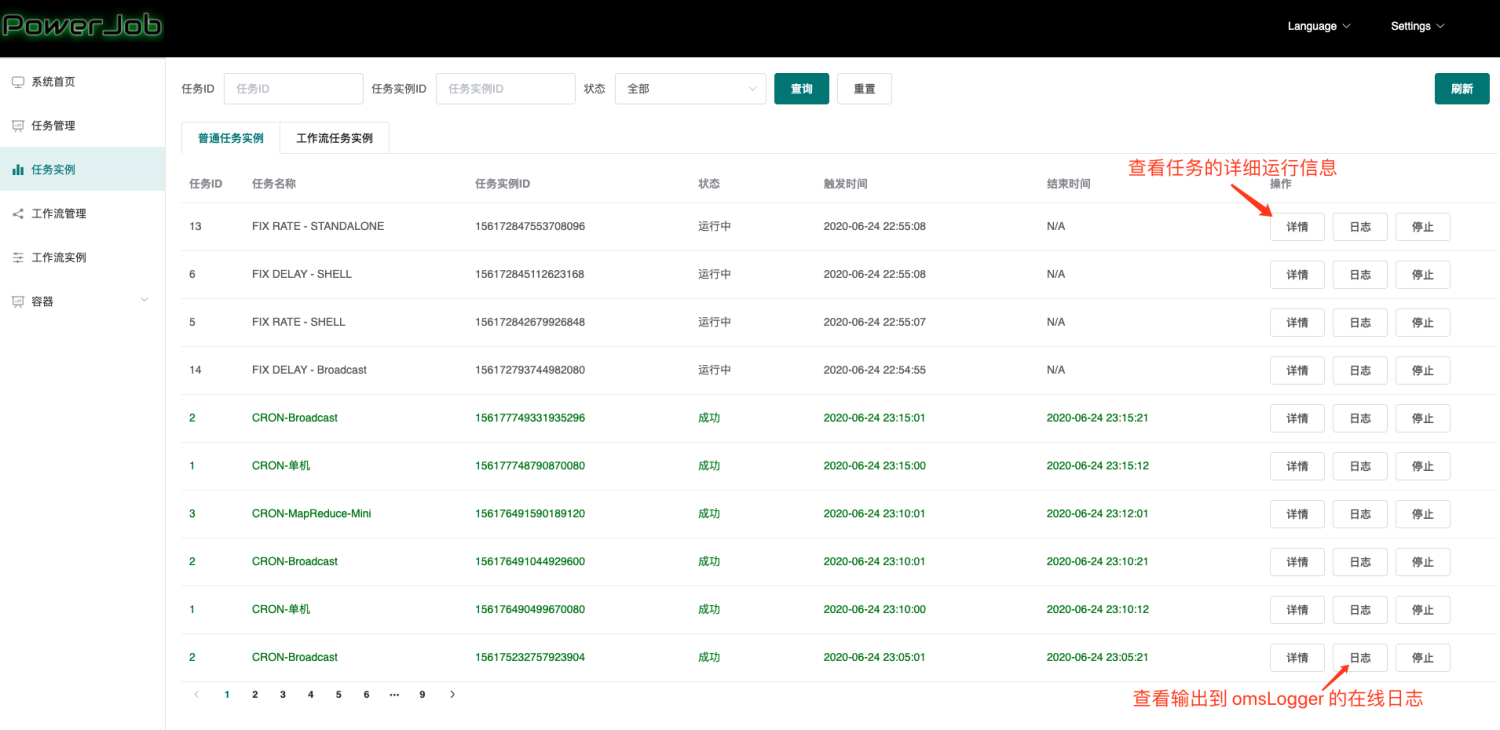 PowerJob
Language
Settings
系统首页
任务管理
任务实例
工作流管理
工作流实例
容器
任务ID 任务ID 任务实例ID 任务实例ID 状态 全部 查询 重置 刷新
普通任务实例 工作流任务实例
查看任务的详细运行信息
任务ID 任务名称 任务实例ID 状态 触发时间 结束时间 操作
13 FIX RATE - STANDALONE 156172847553708096 运行中 2020-06-24 22:55:08 N/A 详情 日志 停止
6 FIX DELAY - SHELL 156172845112623168 运行中 2020-06-24 22:55:08 N/A 详情 日志 停止
5 FIX RATE - SHELL 156172842679926848 运行中 2020-06-24 22:55:07 N/A 详情 日志 停止
14 FIX DELAY - Broadcast 156172793744982080 运行中 2020-06-24 22:54:55 N/A 详情 日志 停止
2 CRON-Broadcast 156177749331935296 成功 2020-06-24 23:15:01 2020-06-24 23:15:21 详情 日志 停止
1 CRON-单机 156177748790870080 成功 2020-06-24 23:15:00 2020-06-24 23:15:12 详情 日志 停止
3 CRON-MapReduce-Mini 156176491590189120 成功 2020-06-24 23:10:01 2020-06-24 23:12:01 详情 日志 停止
2 CRON-Broadcast 156176491044929600 成功 2020-06-24 23:10:01 2020-06-24 23:10:21 详情 日志 停止
1 CRON-单机 156176490499670080 成功 2020-06-24 23:10:00 2020-06-24 23:10:12 详情 日志 停止
2 CRON-Broadcast 156175232757923904 成功 2020-06-24 23:05:01 2020-06-24 23:05:21 详情 日志 停止
1 2 3 4 5 6 ··· 9
查看输出到 omsLogger 的在线日志